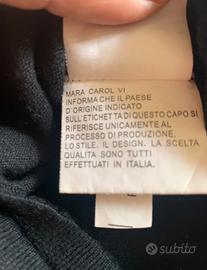 MARA CAROL VI
INFORMA CHE IL PAESE
D'ORIGINE INDICATO
SULL'ETICHETTA DI QUESTO CAPO SI
RIFERISCE UNICAMENTE AL
PROCESSO DI PRODUZIONE.
LO STILE. IL DESIGN. LA SCELTA
QUALITA SONO TUTTI
EFFETTUATI IN ITALIA.
subito